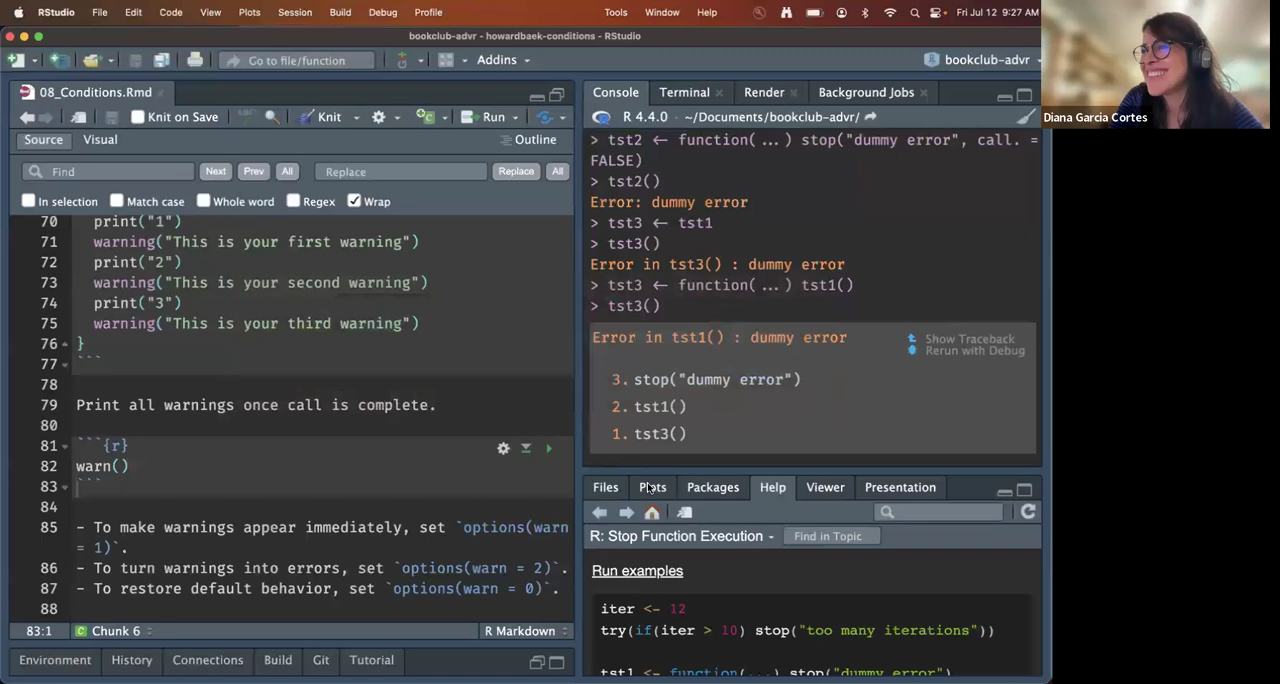 RStudio File Edit Code View Plots Session Build Debug Profile Tools Window Help Fri Jul 12 9:27 AM
bookclub-advr - howardbaek-conditions - RStudio
Go to file/function Addins bookclub-advr
08_Conditions.Rmd
Knit on Save Knit Run
Source Visual Outline
Find Next Prev All Replace Replace All
In selection Match case Whole word Regex Wrap
70 print("1")
71 warning("This is your first warning")
72 print("2")
73 warning("This is your second warning")
74 print("3")
75 warning("This is your third warning")
76 }
77 ```
78
79 Print all warnings once call is complete.
80
81 ```{r}
82 warn()
83 ```
84
85 - To make warnings appear immediately, set `options(warn
= 1)`.
86 - To turn warnings into errors, set `options(warn = 2)`.
87 - To restore default behavior, set `options(warn = 0)`.
88
83:1 Chunk 6 R Markdown
Environment History Connections Build Git Tutorial
Console Terminal Render Background Jobs
R 4.4.0 · ~/Documents/bookclub-advr/
> tst2 <- function(...) stop("dummy error", call. =
FALSE)
> tst2()
Error: dummy error
> tst3 <- tst1
> tst3()
Error in tst3() : dummy error
> tst3 <- function(...) tst1()
> tst3()
Error in tst1() : dummy error
Show Traceback
Rerun with Debug
3. stop("dummy error")
2. tst1()
1. tst3()
Files Plots Packages Help Viewer Presentation
R: Stop Function Execution Find in Topic
Run examples
iter <- 12
try(if(iter > 10) stop("too many iterations"))
tst1 <- function(...) stop("dummy error")
Diana Garcia Cortes